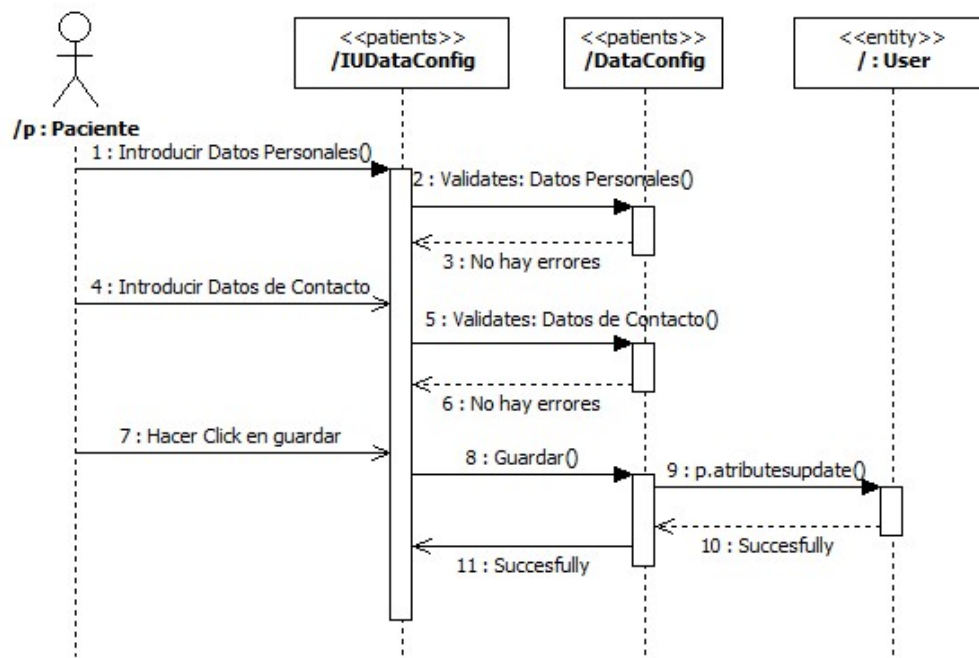 <<patients>>
/IUDataConfig
<<patients>>
/DataConfig
<<entity>>
/ : User
/p : Paciente
1 : Introducir Datos Personales()
2 : Validates: Datos Personales()
3 : No hay errores
4 : Introducir Datos de Contacto
5 : Validates: Datos de Contacto()
6 : No hay errores
7 : Hacer Click en guardar
8 : Guardar()
9 : p.atributesupdate()
10 : Succesfully
11 : Succesfully